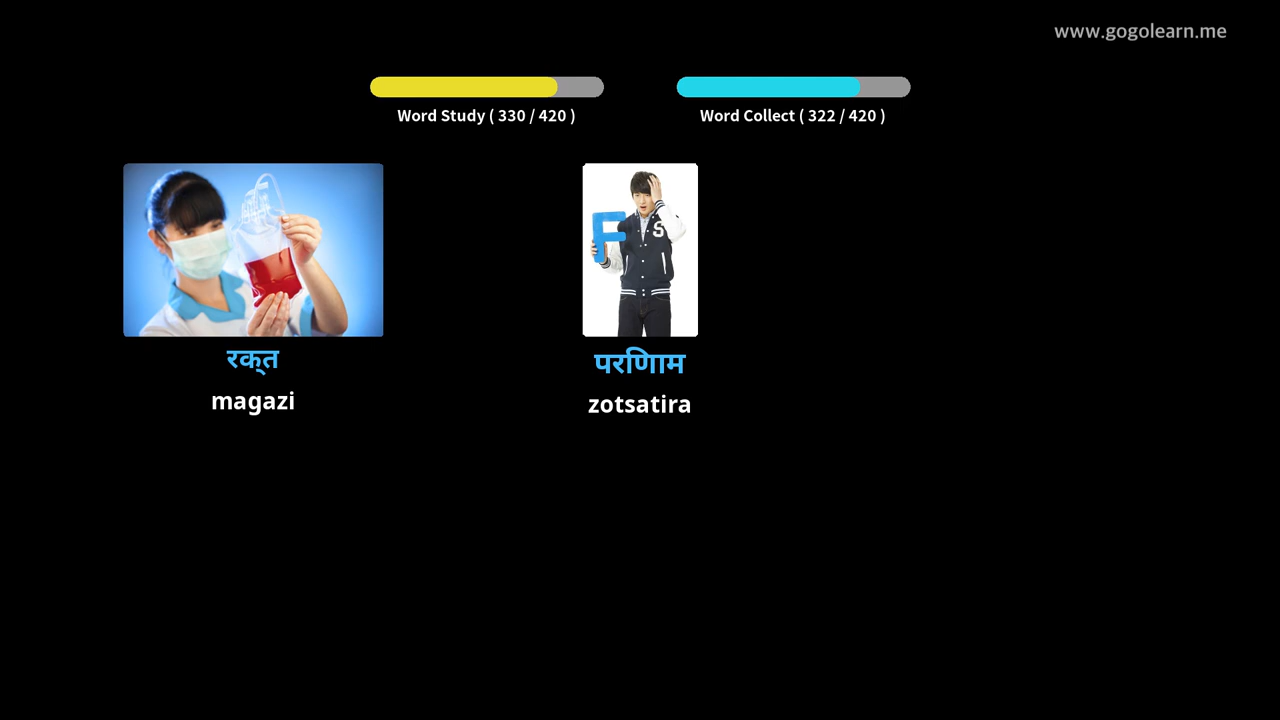 www.gogolearn.me
Word Study ( 330 / 420 )
Word Collect ( 322 / 420 )
F
S
रक्त
परिणाम
magazi
zotsatira